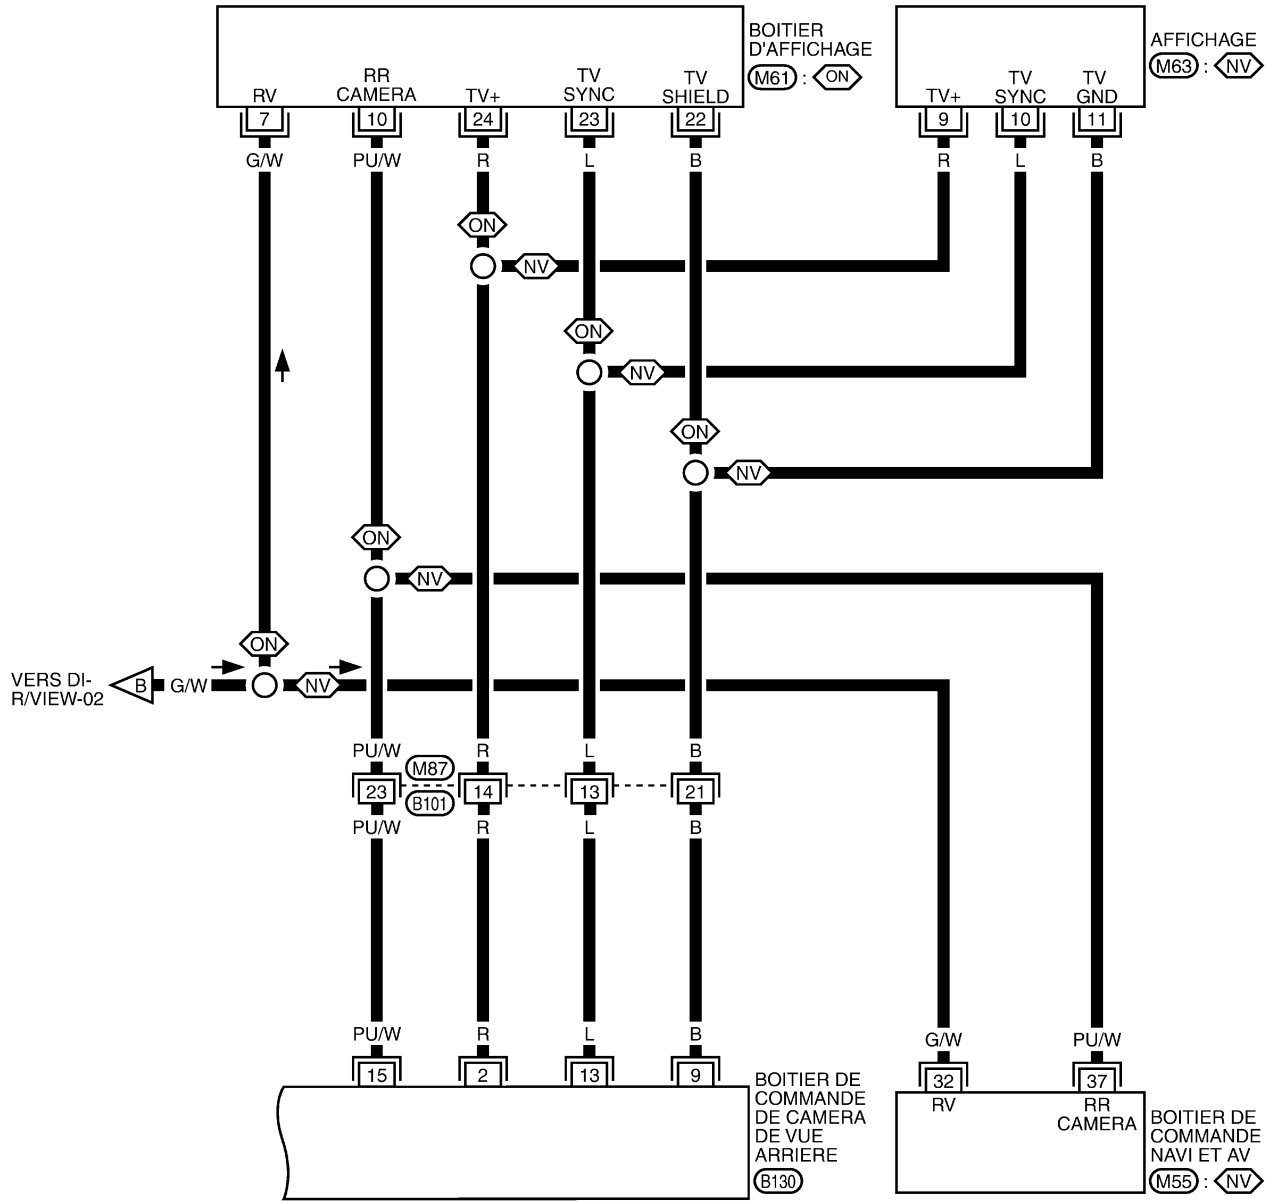 BOITIER
D'AFFICHAGE
M61 : ON
AFFICHAGE
M63 : NV
RV
RR
CAMERA
TV+
TV
SYNC
TV
SHIELD
TV+
TV
SYNC
TV
GND
7 10 24 23 22 9 10 11
G/W PU/W R L B R L B
ON
NV
ON
NV
ON
NV
ON
NV
ON
VERS DI-
R/VIEW-02
B G/W NV
PU/W R L B
M87
23 14 13 21
B101
PU/W R L B
PU/W R L B G/W PU/W
15 2 13 9 32 37
RV
RR
CAMERA
BOITIER DE
COMMANDE
DE CAMERA
DE VUE
ARRIERE
B130
BOITIER DE
COMMANDE
NAVI ET AV
M55 : NV